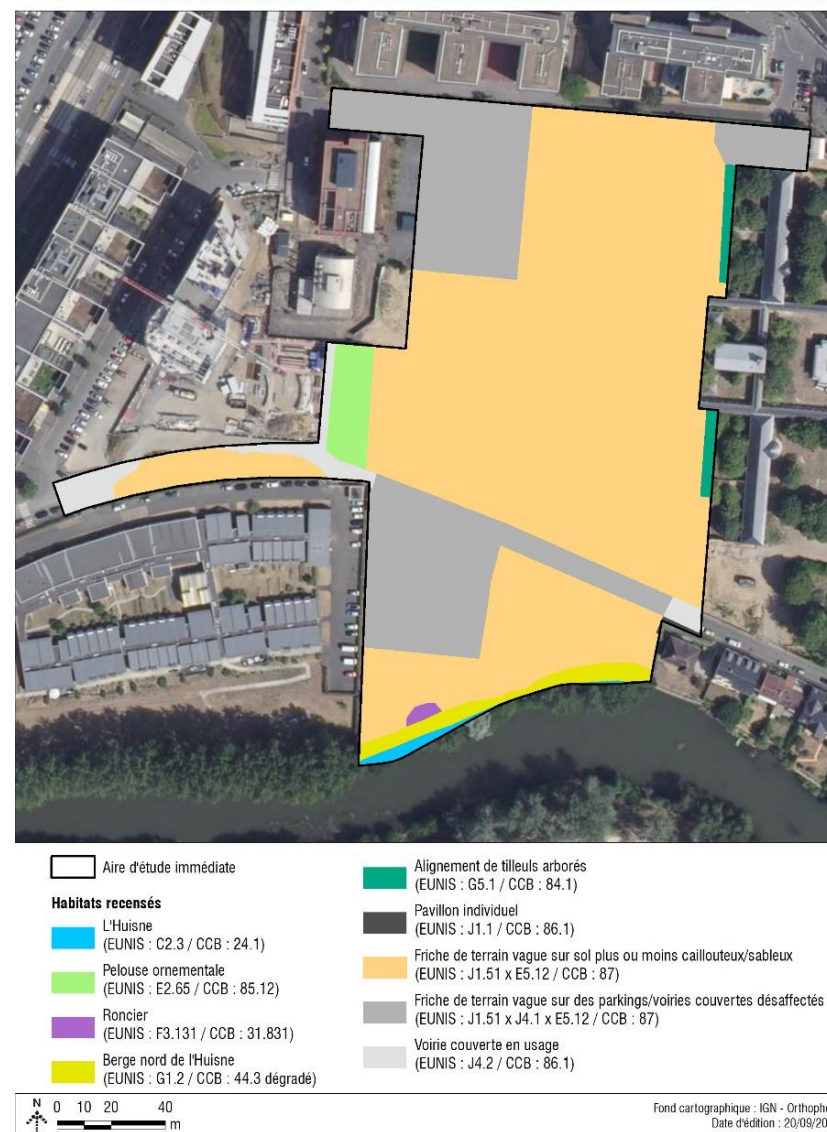 Aire d'étude immédiate
Habitats recensés
L'Huisne
(EUNIS : C2.3 / CCB : 24.1)
Pelouse ornementale
(EUNIS : E2.65 / CCB : 85.12)
Roncier
(EUNIS : F3.131 / CCB : 31.831)
Berge nord de l'Huisne
(EUNIS : G1.2 / CCB : 44.3 dégradé)
Alignement de tilleuls arborés
(EUNIS : G5.1 / CCB : 84.1)
Pavillon individuel
(EUNIS : J1.1 / CCB : 86.1)
Friche de terrain vague sur sol plus ou moins caillouteux/sableux
(EUNIS : J1.51 x E5.12 / CCB : 87)
Friche de terrain vague sur des parkings/voiries couvertes désaffectés
(EUNIS : J1.51 x J4.1 x E5.12 / CCB : 87)
Voirie couverte en usage
(EUNIS : J4.2 / CCB : 86.1)
N
0 10 20 40
m
Fond cartographique : IGN - Orthopho
Date d'édition : 20/09/20